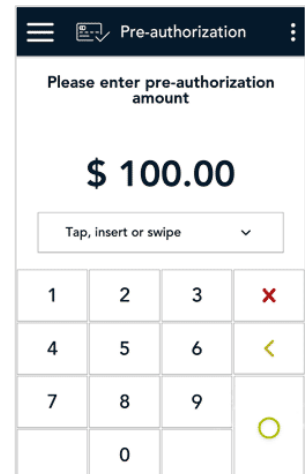 Pre-authorization
Please enter pre-authorization
amount
$ 100.00
Tap, insert or swipe
1 2 3
4 5 6
7 8 9
0